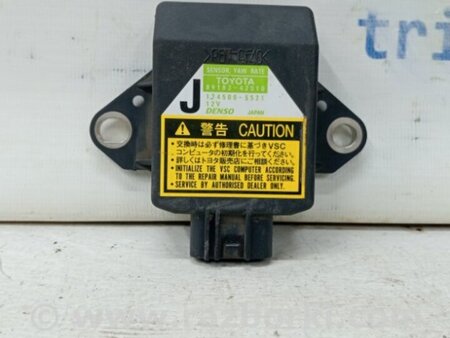 SENSOR, YAW RATE
TOYOTA
J
174500-5521
12V
DENSO JAPAN
警告 CAUTION
•交換時は必ず修理書に基づきVSC
コンピュータの初期化を行ってください。
•詳しくはトヨタ販売店にご相談ください。
•INITIALIZE THE VSC COMPUTER ACCORDING
TO THE REPAIR MANUAL BEFORE SERVICING.
•SERVICE BY AUTHORISED DEALER ONLY.